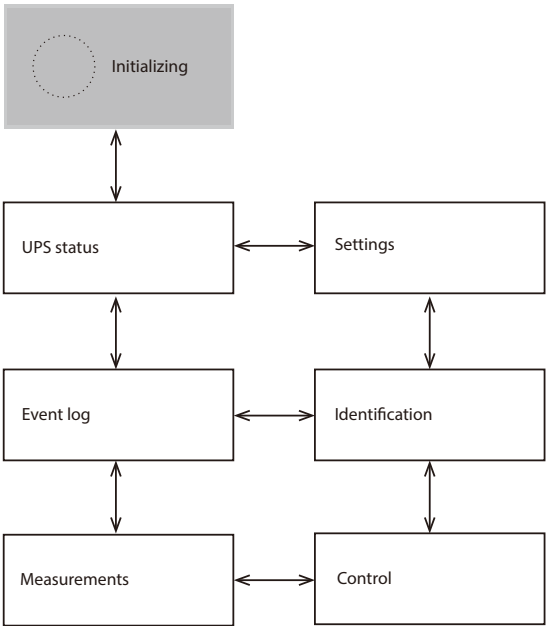 Initializing
UPS status
Settings
Event log
Identification
Measurements
Control